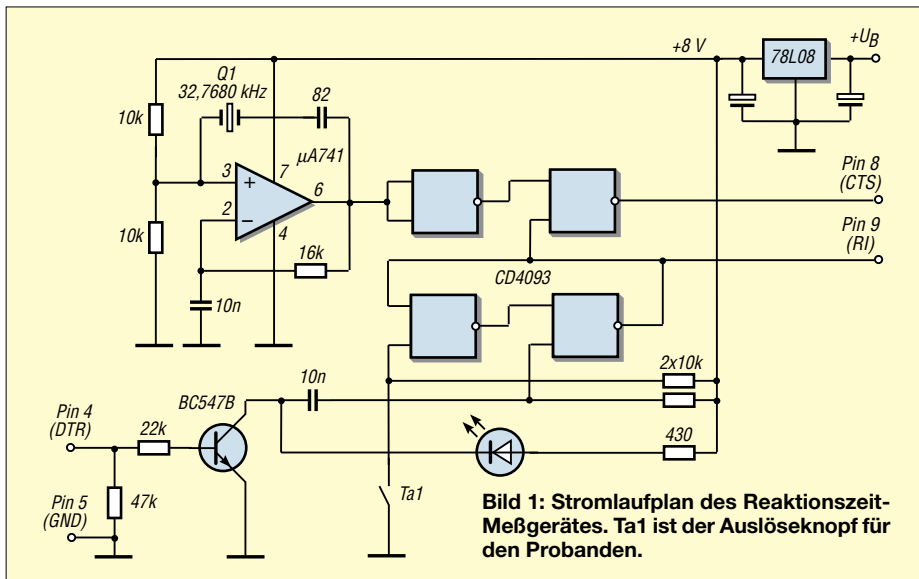 +8 V
78L08
+UB
Q1
32,7680 kHz
82
10k
µA741
3
+
7
6
2
−
4
10k
16k
10n
Pin 8
(CTS)
Pin 9
(RI)
CD4093
2x10k
BC547B
10n
430
Pin 4
(DTR)
22k
47k
Pin 5
(GND)
Ta1
Bild 1: Stromlaufplan des Reaktionszeit-
Meßgerätes. Ta1 ist der Auslöseknopf für
den Probanden.